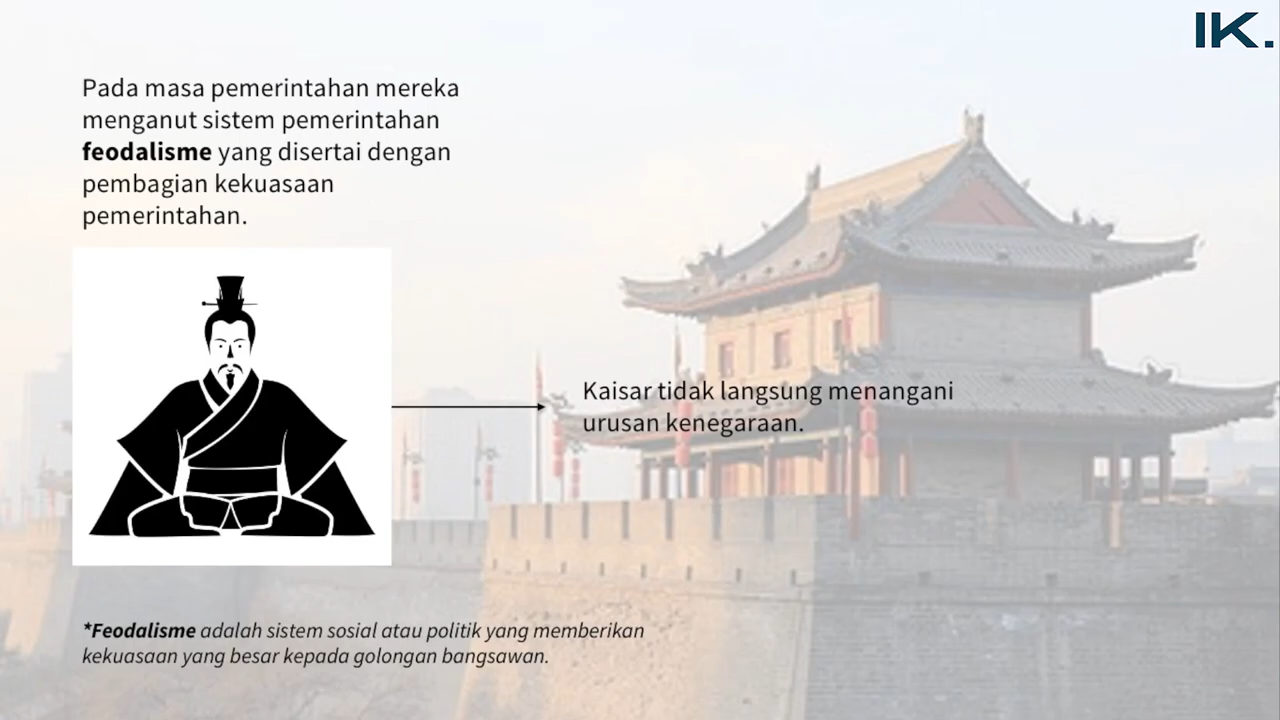 IK.
Pada masa pemerintahan mereka
menganut sistem pemerintahan
feodalisme yang disertai dengan
pembagian kekuasaan
pemerintahan.
Kaisar tidak langsung menangani
urusan kenegaraan.
*Feodalisme adalah sistem sosial atau politik yang memberikan
kekuasaan yang besar kepada golongan bangsawan.